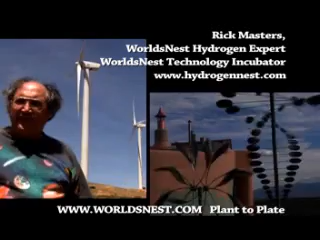 Rick Masters,
WorldsNest Hydrogen Expert
WorldsNest Technology Incubator
www.hydrogennest.com
WWW.WORLDSNEST.COM Plant to Plate